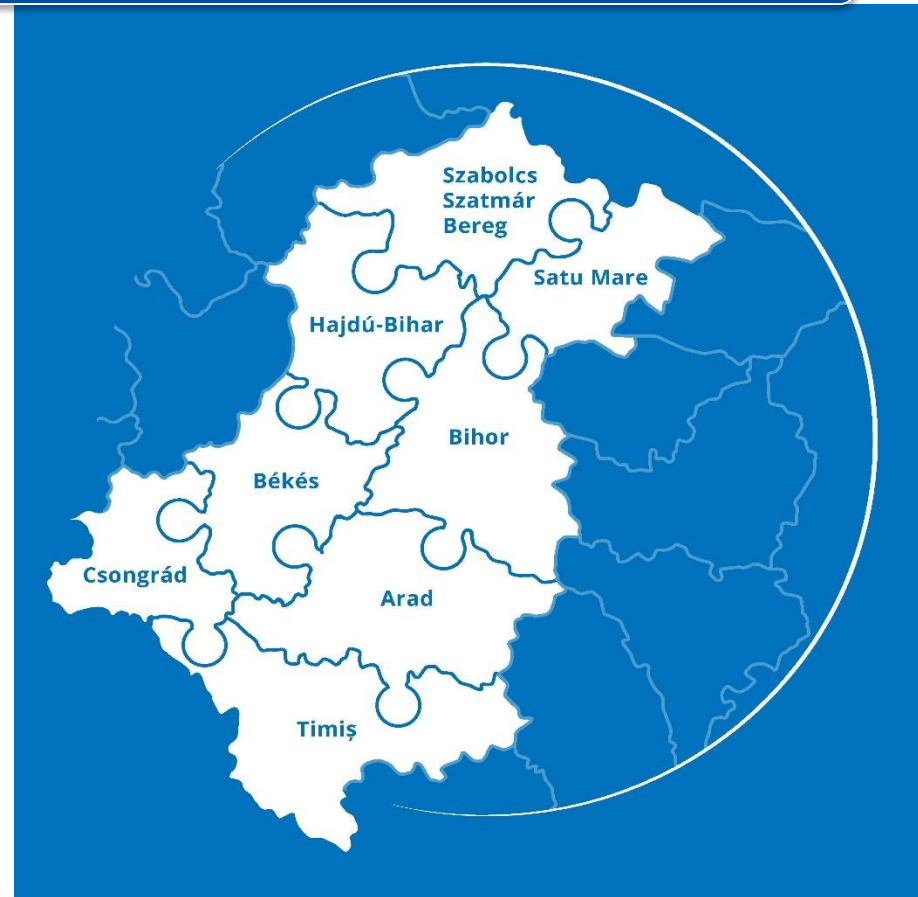 Szabolcs
Szatmár
Bereg
Satu Mare
Hajdú-Bihar
Bihor
Békés
Csongrád
Arad
Timiș